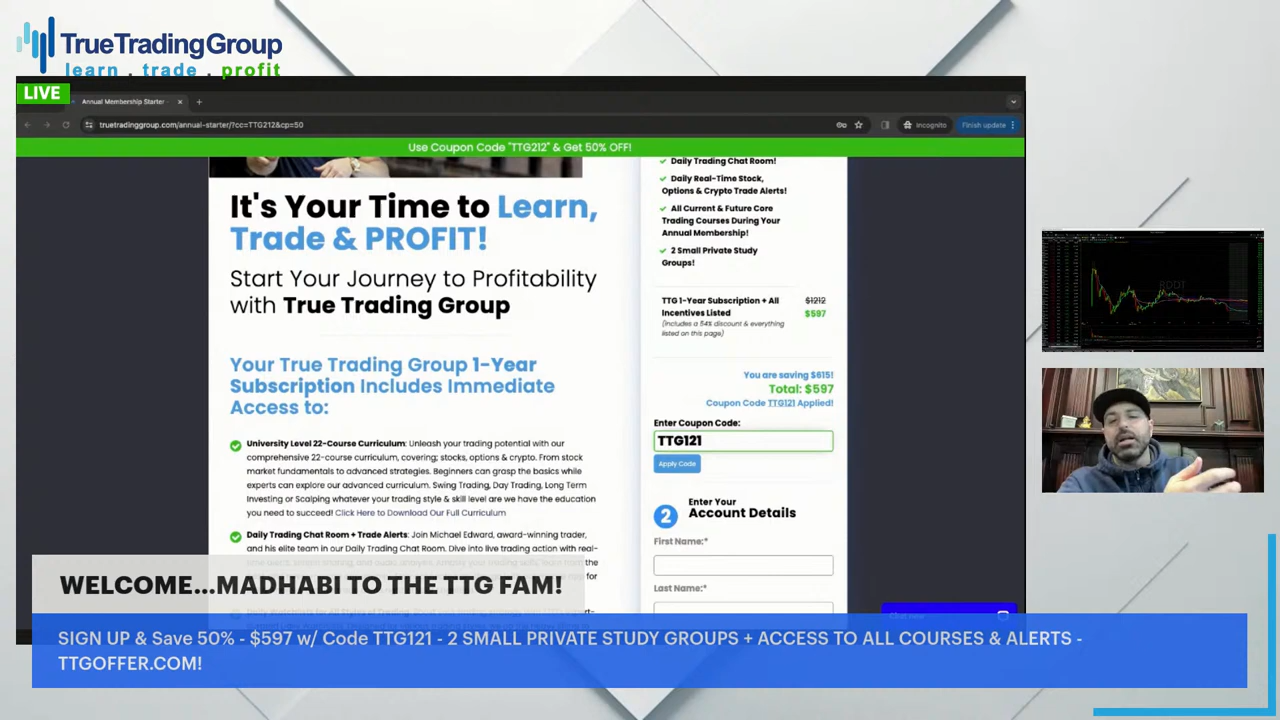 TrueTradingGroup
learn . trade . profit
LIVE
Annual Membership Starter
truetradinggroup.com/annual-starter/?cc=TTG212&cp=50
Incognito
Finish update
Use Coupon Code "TTG212" & Get 50% OFF!
It's Your Time to Learn,
Trade & PROFIT!
Start Your Journey to Profitability
with True Trading Group
Your True Trading Group 1-Year
Subscription Includes Immediate
Access to:
University Level 22-Course Curriculum: Unleash your trading potential with our
comprehensive 22-course curriculum, covering; stocks, options & crypto. From stock
market fundamentals to advanced strategies. Beginners can grasp the basics while
experts can explore our advanced curriculum. Swing Trading, Day Trading, Long Term
Investing or Scalping whatever your trading style & skill level are we have the education
you need to succeed! Click Here to Download Our Full Curriculum
Daily Trading Chat Room + Trade Alerts: Join Michael Edward, award-winning trader,
and his elite team in our Daily Trading Chat Room. Dive into live trading action with real-
Daily Trading Chat Room!
Daily Real-Time Stock,
Options & Crypto Trade Alerts!
All Current & Future Core
Trading Courses During Your
Annual Membership!
2 Small Private Study
Groups!
TTG 1-Year Subscription + All $1212
Incentives Listed $597
(Includes a 54% discount & everything
listed on this page)
You are saving $615!
Total: $597
Coupon Code TTG121 Applied!
Enter Coupon Code:
TTG121
Apply Code
2
Enter Your
Account Details
First Name:*
Last Name:*
ROOT
WELCOME...MADHABI TO THE TTG FAM!
SIGN UP & Save 50% - $597 w/ Code TTG121 - 2 SMALL PRIVATE STUDY GROUPS + ACCESS TO ALL COURSES & ALERTS -
TTGOFFER.COM!